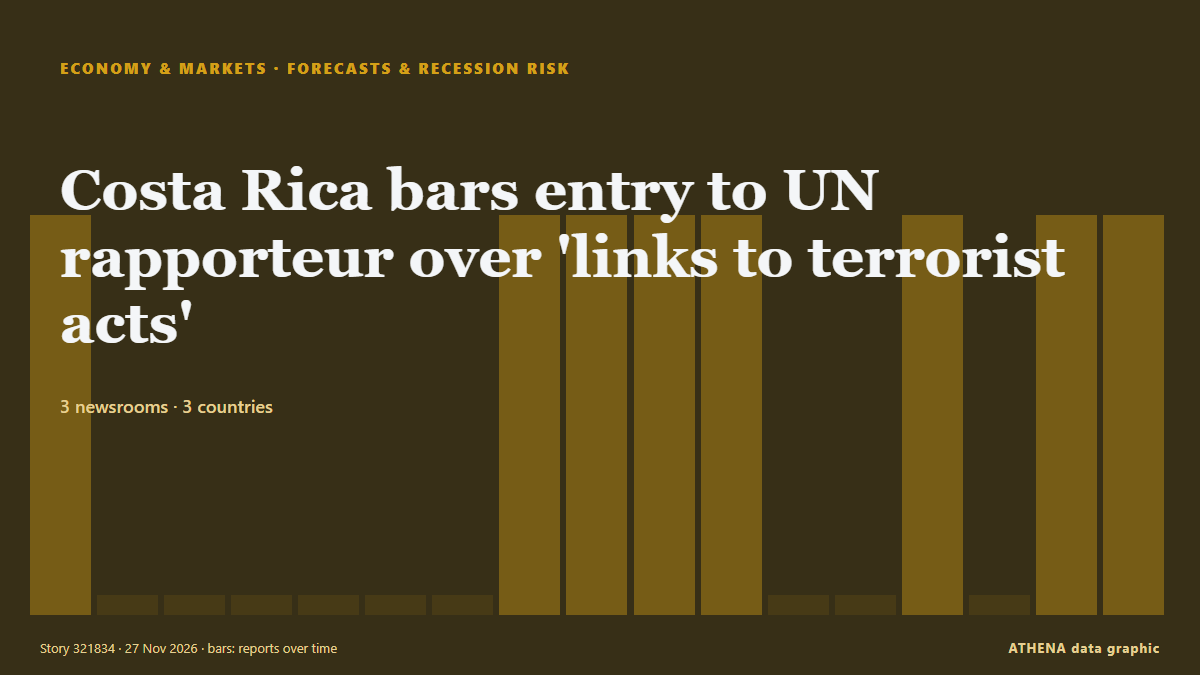 ECONOMY & MARKETS · FORECASTS & RECESSION RISK
Costa Rica bars entry to UN
rapporteur over 'links to terrorist
acts'
3 newsrooms · 3 countries
Story 321834 · 27 Nov 2026 · bars: reports over time
ATHENA data graphic